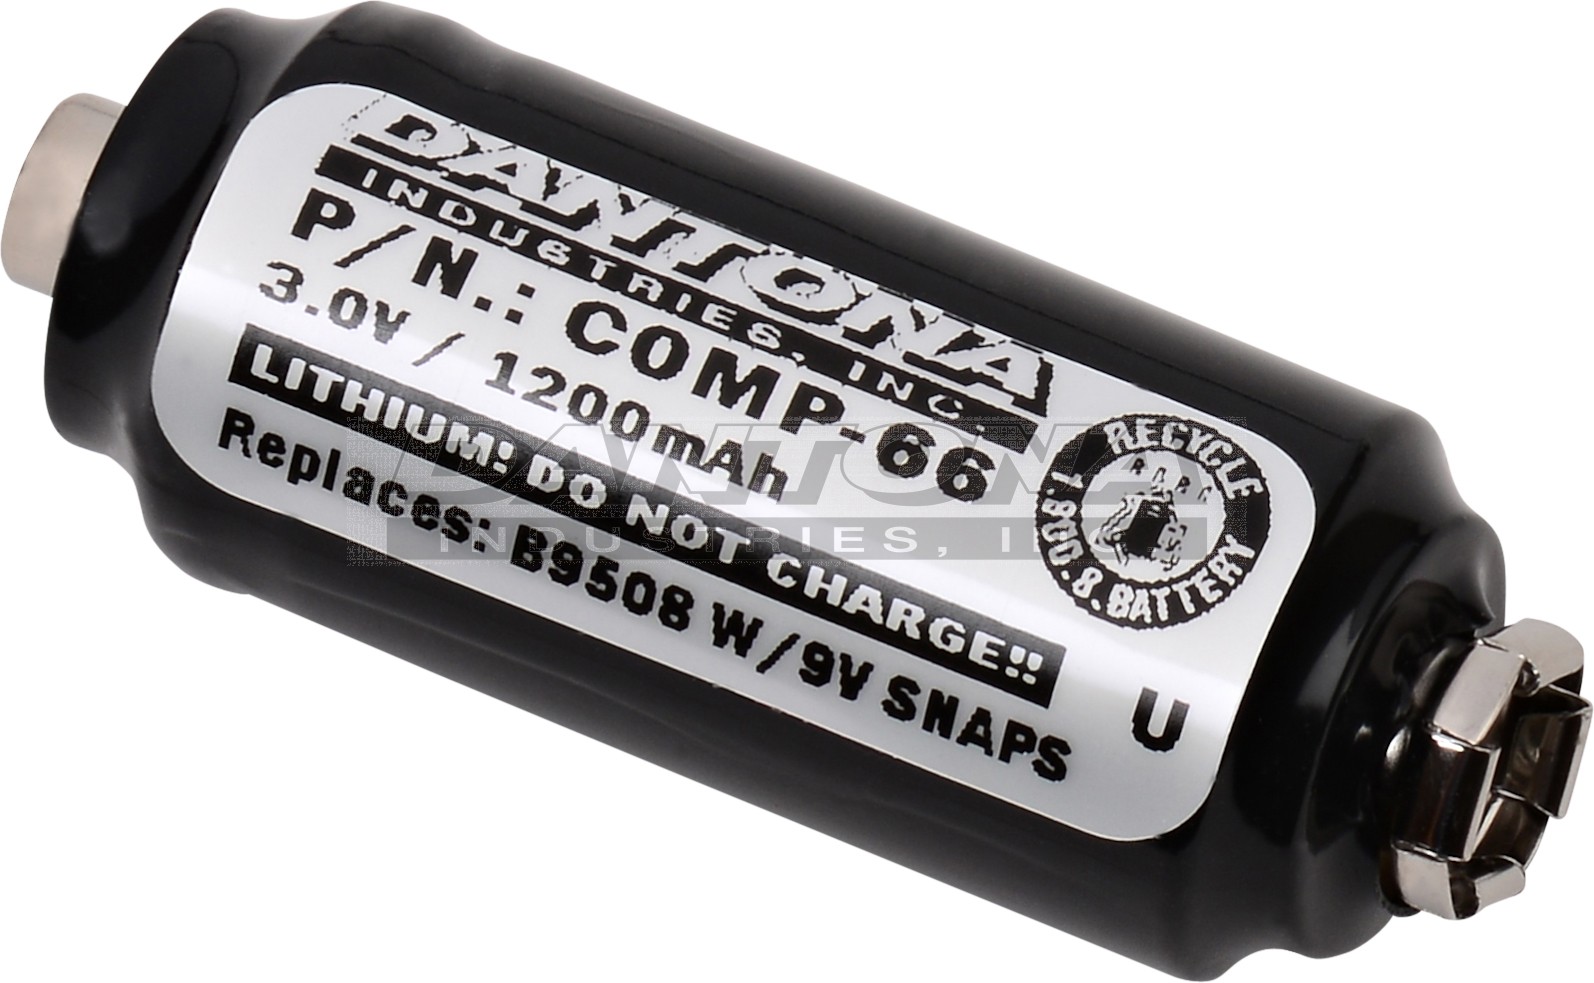 DANTONA
INDUSTRIES, INC.
P/N.: COMP-66
3.0V / 1200mAh
LITHIUM: DO NOT CHARGE!!
Replaces: B9508 W/9V SNAPS
U
RECYCLE
1.800.8.BATTERY
RBRC
DANTONA
INDUSTRIES, INC.